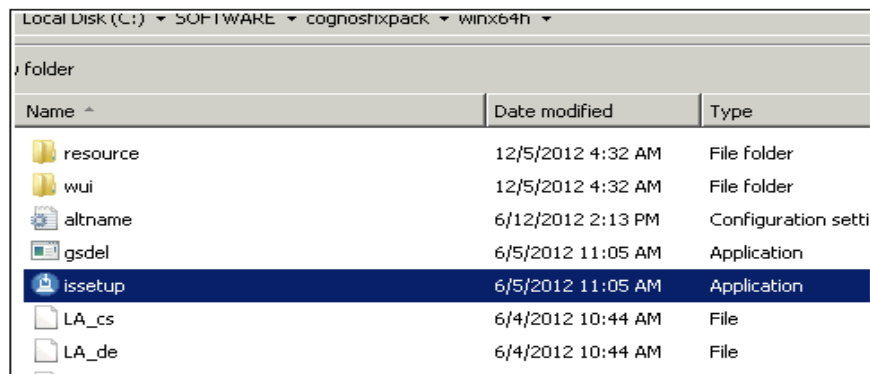 Local Disk (C:) SOFTWARE cognosfixpack winx64h
folder
Name Date modified Type
resource 12/5/2012 4:32 AM File folder
wui 12/5/2012 4:32 AM File folder
altname 6/12/2012 2:13 PM Configuration setti
gsdel 6/5/2012 11:05 AM Application
issetup 6/5/2012 11:05 AM Application
LA_cs 6/4/2012 10:44 AM File
LA_de 6/4/2012 10:44 AM File